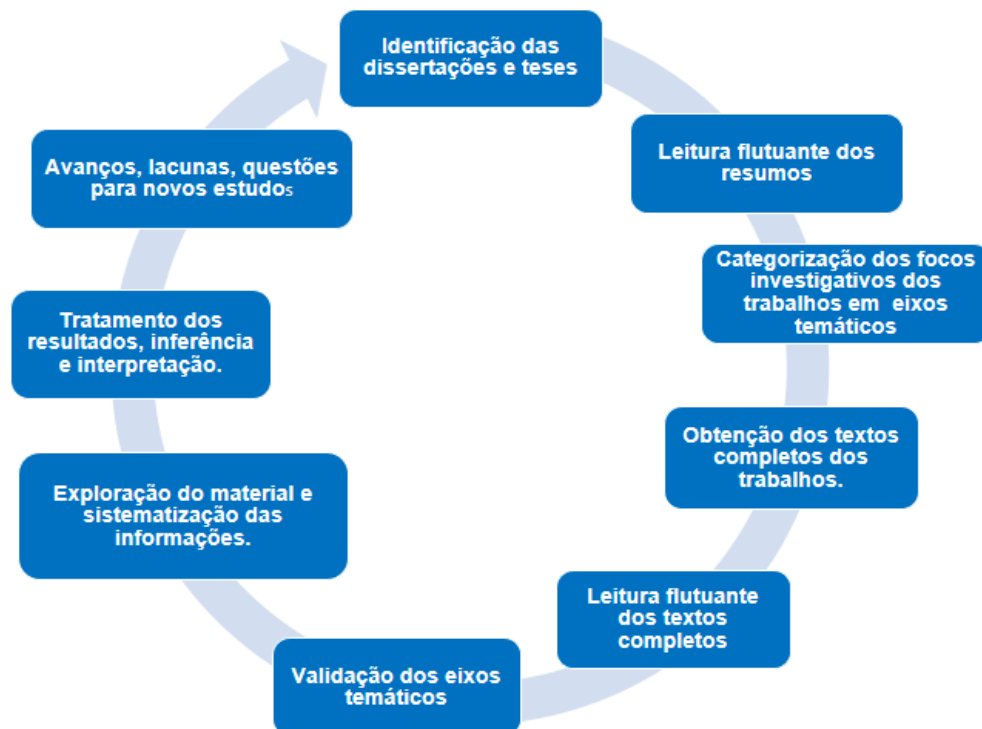 Identificação das
dissertações e teses
Leitura flutuante dos
resumos
Categorização dos focos
investigativos dos
trabalhos em eixos
temáticos
Obtenção dos textos
completos dos
trabalhos.
Leitura flutuante
dos textos
completos
Validação dos eixos
temáticos
Exploração do material e
sistematização das
informações.
Tratamento dos
resultados, inferência
e interpretação.
Avanços, lacunas, questões
para novos estudos